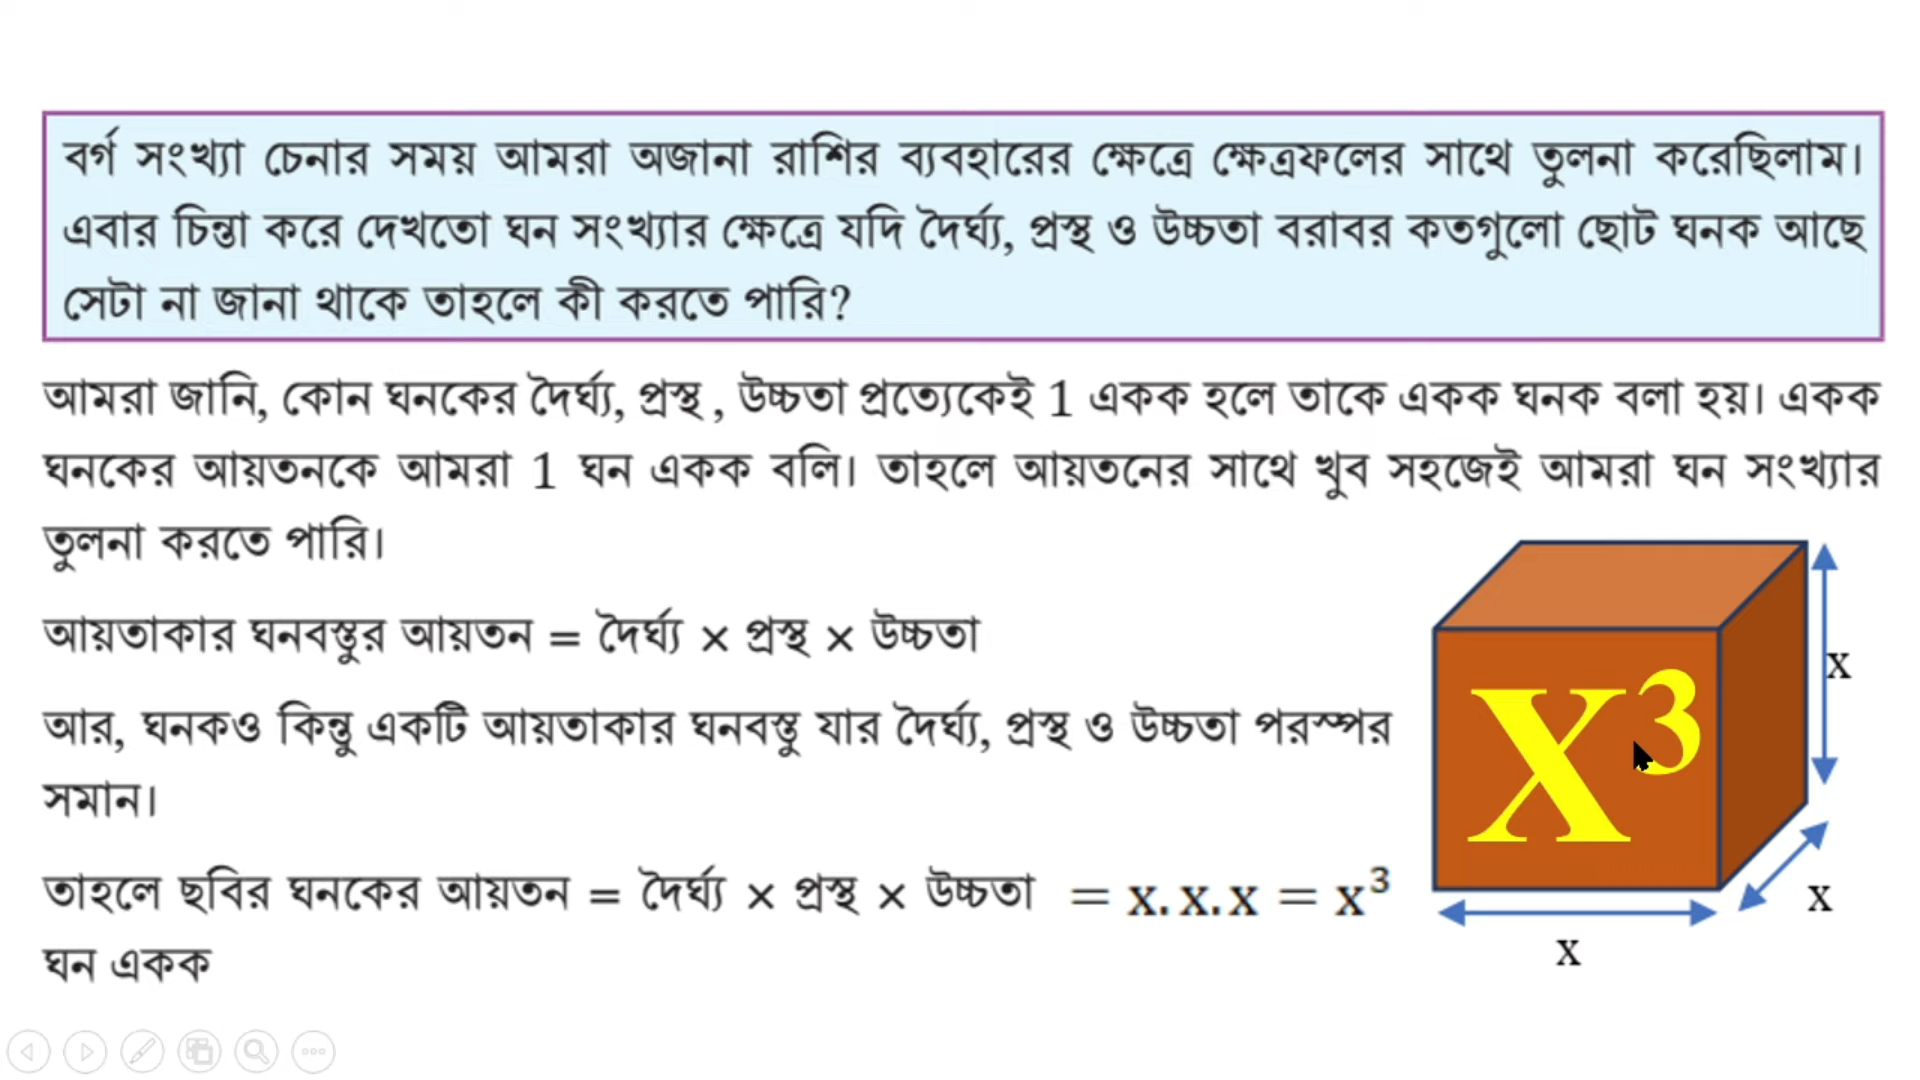 বর্গ সংখ্যা চেনার সময় আমরা অজানা রাশির ব্যবহারের ক্ষেত্রে ক্ষেত্রফলের সাথে তুলনা করেছিলাম।
এবার চিন্তা করে দেখতো ঘন সংখ্যার ক্ষেত্রে যদি দৈর্ঘ্য, প্রস্থ ও উচ্চতা বরাবর কতগুলো ছোট ঘনক আছে
সেটা না জানা থাকে তাহলে কী করতে পারি?
আমরা জানি, কোন ঘনকের দৈর্ঘ্য, প্রস্থ , উচ্চতা প্রত্যেকেই 1 একক হলে তাকে একক ঘনক বলা হয়। একক
ঘনকের আয়তনকে আমরা 1 ঘন একক বলি। তাহলে আয়তনের সাথে খুব সহজেই আমরা ঘন সংখ্যার
তুলনা করতে পারি।
আয়তাকার ঘনবস্তুর আয়তন = দৈর্ঘ্য × প্রস্থ × উচ্চতা
আর, ঘনকও কিন্তু একটি আয়তাকার ঘনবস্তু যার দৈর্ঘ্য, প্রস্থ ও উচ্চতা পরস্পর
সমান।
তাহলে ছবির ঘনকের আয়তন = দৈর্ঘ্য × প্রস্থ × উচ্চতা = x.x.x = x³
ঘন একক
X³
x
x
x